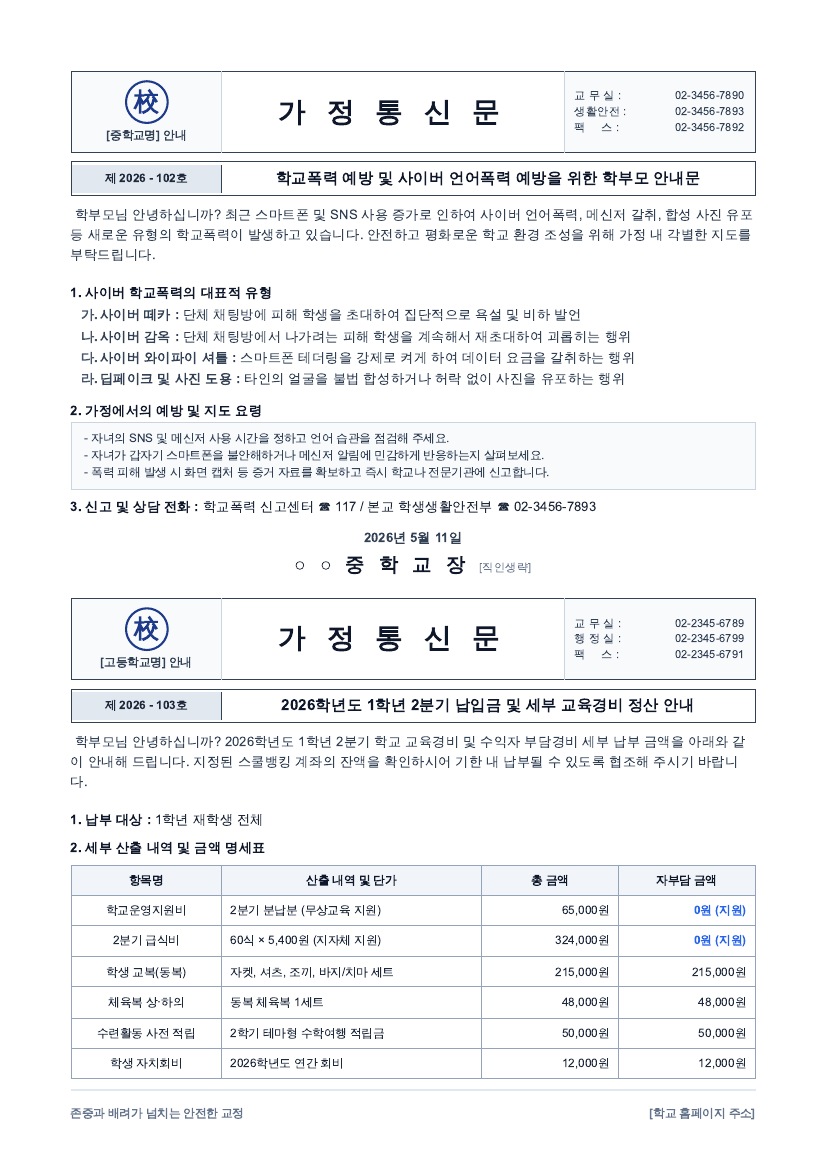 校
[중학교명] 안내
가 정 통 신 문
교 무 실 : 02-3456-7890
생활안전 : 02-3456-7893
팩 스 : 02-3456-7892
제 2026 - 102호
학교폭력 예방 및 사이버 언어폭력 예방을 위한 학부모 안내문
학부모님 안녕하십니까? 최근 스마트폰 및 SNS 사용 증가로 인하여 사이버 언어폭력, 메신저 갈취, 합성 사진 유포
등 새로운 유형의 학교폭력이 발생하고 있습니다. 안전하고 평화로운 학교 환경 조성을 위해 가정 내 각별한 지도를
부탁드립니다.
1. 사이버 학교폭력의 대표적 유형
가. 사이버 떼카 : 단체 채팅방에 피해 학생을 초대하여 집단적으로 욕설 및 비하 발언
나. 사이버 감옥 : 단체 채팅방에서 나가려는 피해 학생을 계속해서 재초대하여 괴롭히는 행위
다. 사이버 와이파이 셔틀 : 스마트폰 테더링을 강제로 켜게 하여 데이터 요금을 갈취하는 행위
라. 딥페이크 및 사진 도용 : 타인의 얼굴을 불법 합성하거나 허락 없이 사진을 유포하는 행위
2. 가정에서의 예방 및 지도 요령
- 자녀의 SNS 및 메신저 사용 시간을 정하고 언어 습관을 점검해 주세요.
- 자녀가 갑자기 스마트폰을 불안해하거나 메신저 알림에 민감하게 반응하는지 살펴보세요.
- 폭력 피해 발생 시 화면 캡처 등 증거 자료를 확보하고 즉시 학교나 전문기관에 신고합니다.
3. 신고 및 상담 전화 : 학교폭력 신고센터 ☎ 117 / 본교 학생생활안전부 ☎ 02-3456-7893
2026년 5월 11일
○ ○ 중 학 교 장 [직인생략]
校
[고등학교명] 안내
가 정 통 신 문
교 무 실 : 02-2345-6789
행 정 실 : 02-2345-6799
팩 스 : 02-2345-6791
제 2026 - 103호
2026학년도 1학년 2분기 납입금 및 세부 교육경비 정산 안내
학부모님 안녕하십니까? 2026학년도 1학년 2분기 학교 교육경비 및 수익자 부담경비 세부 납부 금액을 아래와 같
이 안내해 드립니다. 지정된 스쿨뱅킹 계좌의 잔액을 확인하시어 기한 내 납부될 수 있도록 협조해 주시기 바랍니
다.
1. 납부 대상 : 1학년 재학생 전체
2. 세부 산출 내역 및 금액 명세표
항목명 산출 내역 및 단가 총 금액 자부담 금액
학교운영지원비 2분기 분납분 (무상교육 지원) 65,000원 0원 (지원)
2분기 급식비 60식 × 5,400원 (지자체 지원) 324,000원 0원 (지원)
학생 교복(동복) 자켓, 셔츠, 조끼, 바지/치마 세트 215,000원 215,000원
체육복 상·하의 동복 체육복 1세트 48,000원 48,000원
수련활동 사전 적립 2학기 테마형 수학여행 적립금 50,000원 50,000원
학생 자치회비 2026학년도 연간 회비 12,000원 12,000원
존중과 배려가 넘치는 안전한 교정 [학교 홈페이지 주소]